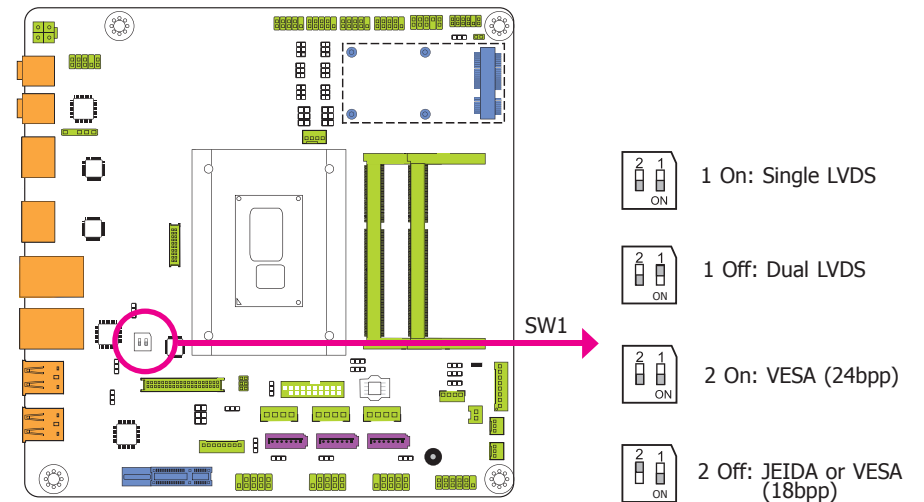 2 1
ON
1 On: Single LVDS
2 1
ON
1 Off: Dual LVDS
SW1
2 1
ON
2 On: VESA (24bpp)
2 1
ON
2 Off: JEIDA or VESA
(18bpp)